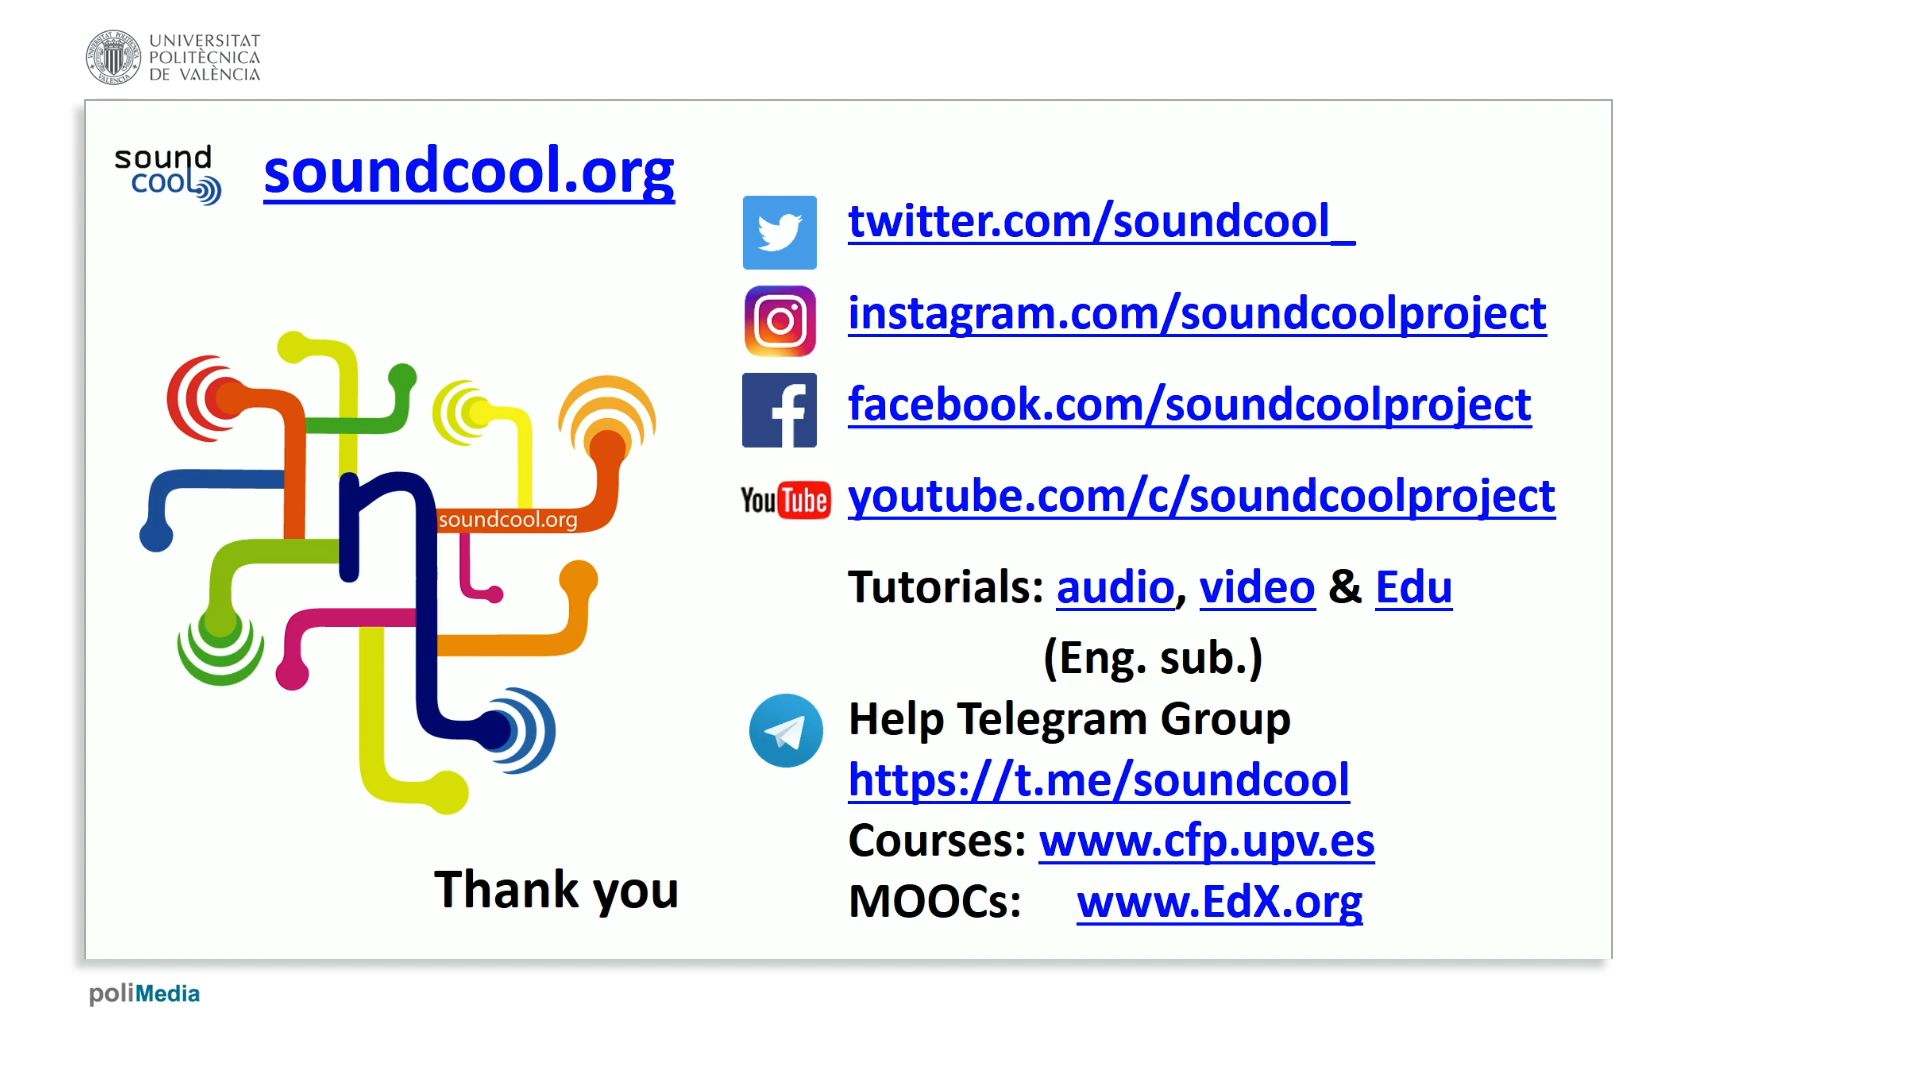 UNIVERSITAT
POLITÈCNICA
DE VALÈNCIA
sound
cool
soundcool.org
twitter.com/soundcool_
instagram.com/soundcoolproject
facebook.com/soundcoolproject
YouTube youtube.com/c/soundcoolproject
soundcool.org
Tutorials: audio, video & Edu
(Eng. sub.)
Help Telegram Group
https://t.me/soundcool
Courses: www.cfp.upv.es
MOOCs: www.EdX.org
Thank you
poliMedia